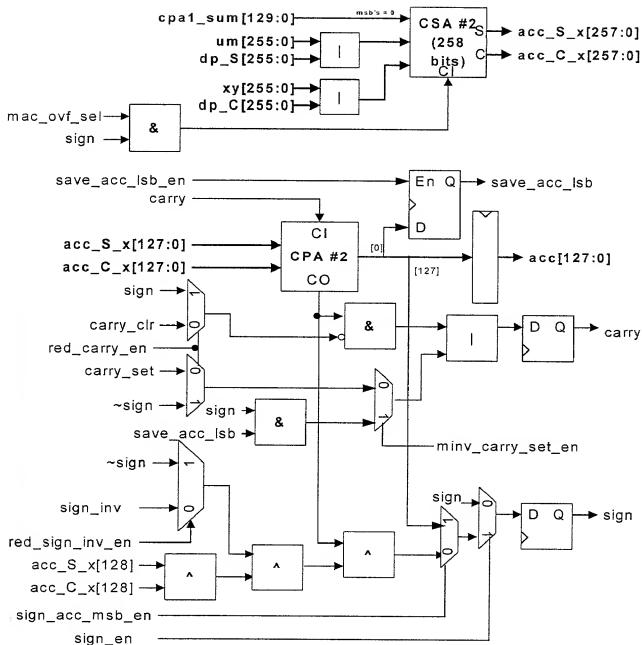 cpa1_sum[129:0]
msb's = 0
CSA #2
(258
bits)
S
C
CI
acc_S_x[257:0]
acc_C_x[257:0]
um[255:0]
dp_S[255:0]
|
xy[255:0]
dp_C[255:0]
|
mac_ovf_sel
sign
&
save_acc_lsb_en
carry
En Q
D
save_acc_lsb
CI
CPA #2
CO
acc_S_x[127:0]
acc_C_x[127:0]
[0]
[127]
acc[127:0]
sign
1
carry_clr
0
red_carry_en
&
|
D Q
carry
carry_set
0
~sign
1
sign
save_acc_lsb
&
0
1
minv_carry_set_en
~sign
1
sign_inv
0
red_sign_inv_en
acc_S_x[128]
acc_C_x[128]
^
^
^
sign
0
1
1
0
D Q
sign
sign_acc_msb_en
sign_en